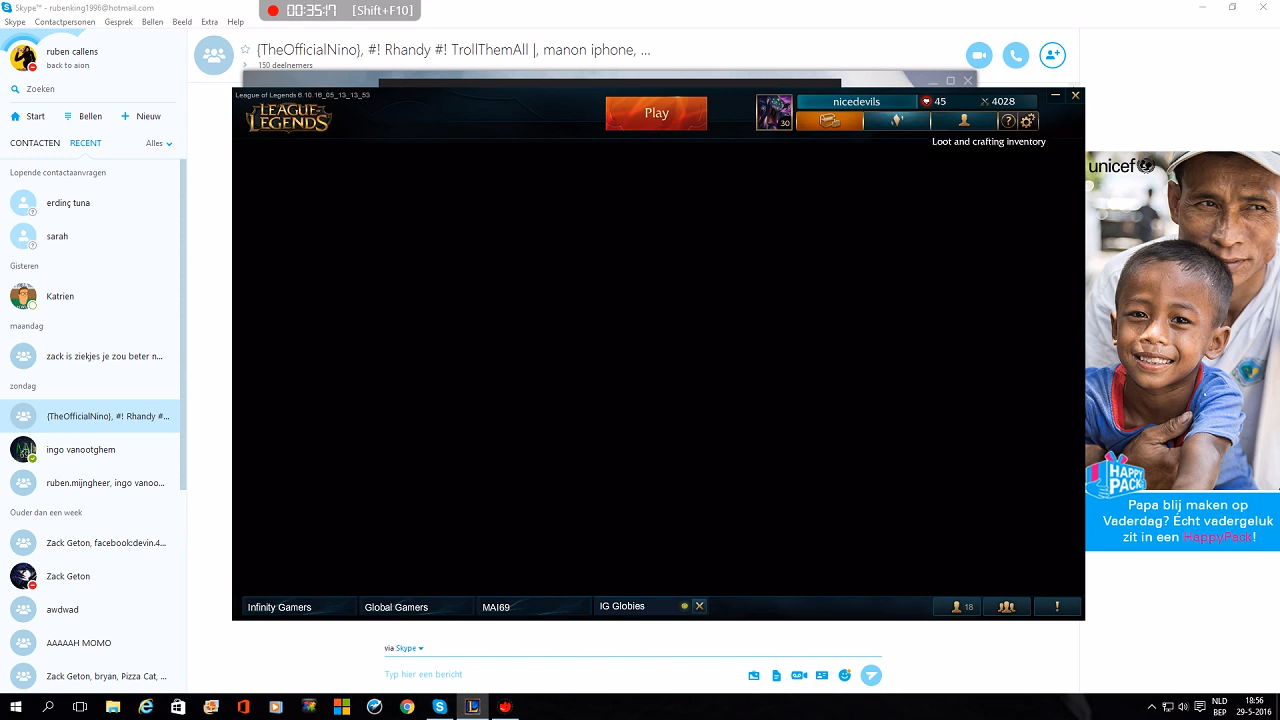 Skype™ - rubenking1996@hotmail.com
00:35:17 [Shift+F10]
Skype Contactpersonen Gesprek Bellen Beeld Extra Help
ruben callens
back to aion
{TheOfficialNino}, #! Rhandy #! TrollThemAll |, manon iphone, ...
150 deelnemers
Zoeken
Start Bellen Nieuw
CONTACTEN RECENT Alles
Lopende contactaanvragen
erdinç tuna
sarah
Gisteren
Katrien
maandag
zack is ziekjes je zou beter n...
zondag
{TheOfficialNino}, #! Rhandy #...
ingo vanootghem
ruben.mijngheer, ingo vanoo...
Ouder dan een week
Zack Geton, facebook:devin.4...
Zack Geton
awdwad
AAAAAH MOMO
Zack Geton, bryan, Pizza Cat, ...
League of Legends 6.10.16_05_13_13_53
LEAGUE OF LEGENDS
Play
30
nicedevils 45 4028
Loot and crafting inventory
Infinity Gamers Global Gamers MAI69 IG Globies 18
via Skype
Typ hier een bericht
unicef
HAPPY PACK
Papa blij maken op
Vaderdag? Écht vadergeluk
zit in een HappyPack!
NLD 18:56
BEP 29-5-2016